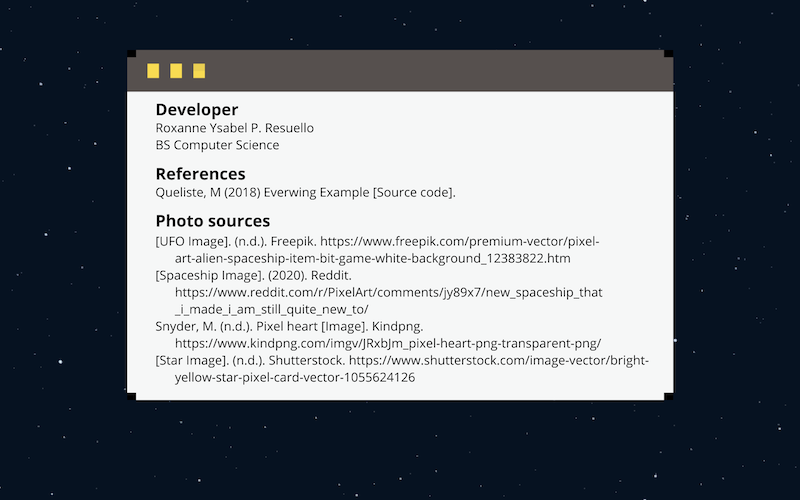 Developer
Roxanne Ysabel P. Resuello
BS Computer Science
References
Queliste, M (2018) Everwing Example [Source code].
Photo sources
[UFO Image]. (n.d.). Freepik. https://www.freepik.com/premium-vector/pixel-
art-alien-spaceship-item-bit-game-white-background_12383822.htm
[Spaceship Image]. (2020). Reddit.
https://www.reddit.com/r/PixelArt/comments/jy89x7/new_spaceship_that
_i_made_i_am_still_quite_new_to/
Snyder, M. (n.d.). Pixel heart [Image]. Kindpng.
https://www.kindpng.com/imgv/JRxbJm_pixel-heart-png-transparent-png/
[Star Image]. (n.d.). Shutterstock. https://www.shutterstock.com/image-vector/bright-
yellow-star-pixel-card-vector-1055624126